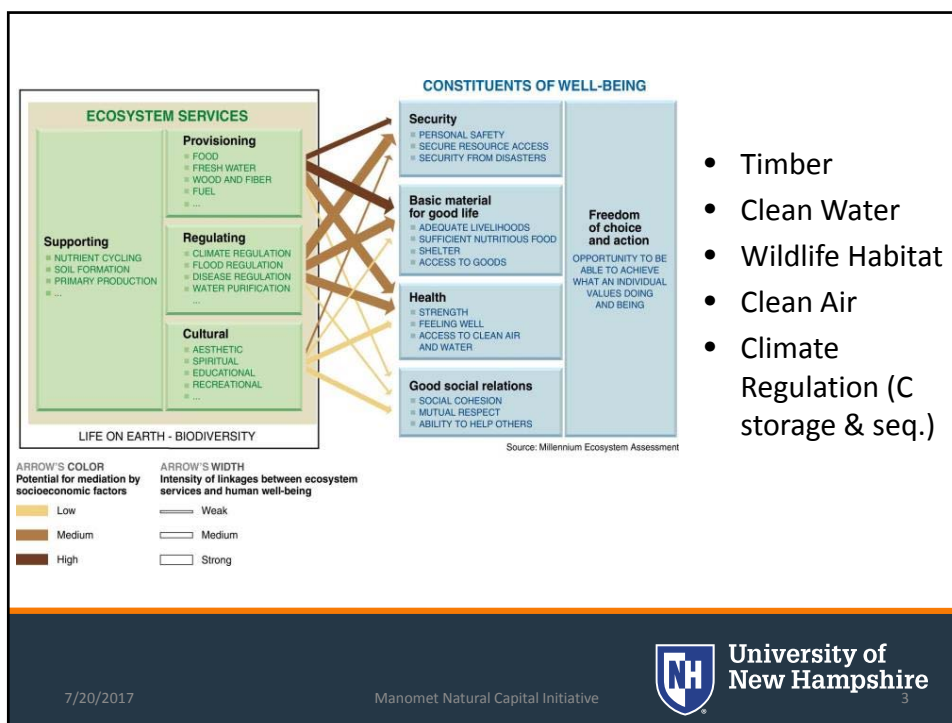 ECOSYSTEM SERVICES
Supporting
NUTRIENT CYCLING
SOIL FORMATION
PRIMARY PRODUCTION
...
Provisioning
FOOD
FRESH WATER
WOOD AND FIBER
FUEL
...
Regulating
CLIMATE REGULATION
FLOOD REGULATION
DISEASE REGULATION
WATER PURIFICATION
...
Cultural
AESTHETIC
SPIRITUAL
EDUCATIONAL
RECREATIONAL
...
LIFE ON EARTH - BIODIVERSITY
CONSTITUENTS OF WELL-BEING
Security
PERSONAL SAFETY
SECURE RESOURCE ACCESS
SECURITY FROM DISASTERS
Basic material
for good life
ADEQUATE LIVELIHOODS
SUFFICIENT NUTRITIOUS FOOD
SHELTER
ACCESS TO GOODS
Health
STRENGTH
FEELING WELL
ACCESS TO CLEAN AIR
AND WATER
Good social relations
SOCIAL COHESION
MUTUAL RESPECT
ABILITY TO HELP OTHERS
Freedom
of choice
and action
OPPORTUNITY TO BE
ABLE TO ACHIEVE
WHAT AN INDIVIDUAL
VALUES DOING
AND BEING
Source: Millennium Ecosystem Assessment
ARROW'S COLOR
Potential for mediation by
socioeconomic factors
Low
Medium
High
ARROW'S WIDTH
Intensity of linkages between ecosystem
services and human well-being
Weak
Medium
Strong
• Timber
• Clean Water
• Wildlife Habitat
• Clean Air
• Climate
Regulation (C
storage & seq.)
7/20/2017
Manomet Natural Capital Initiative
NH
University of
New Hampshire
3